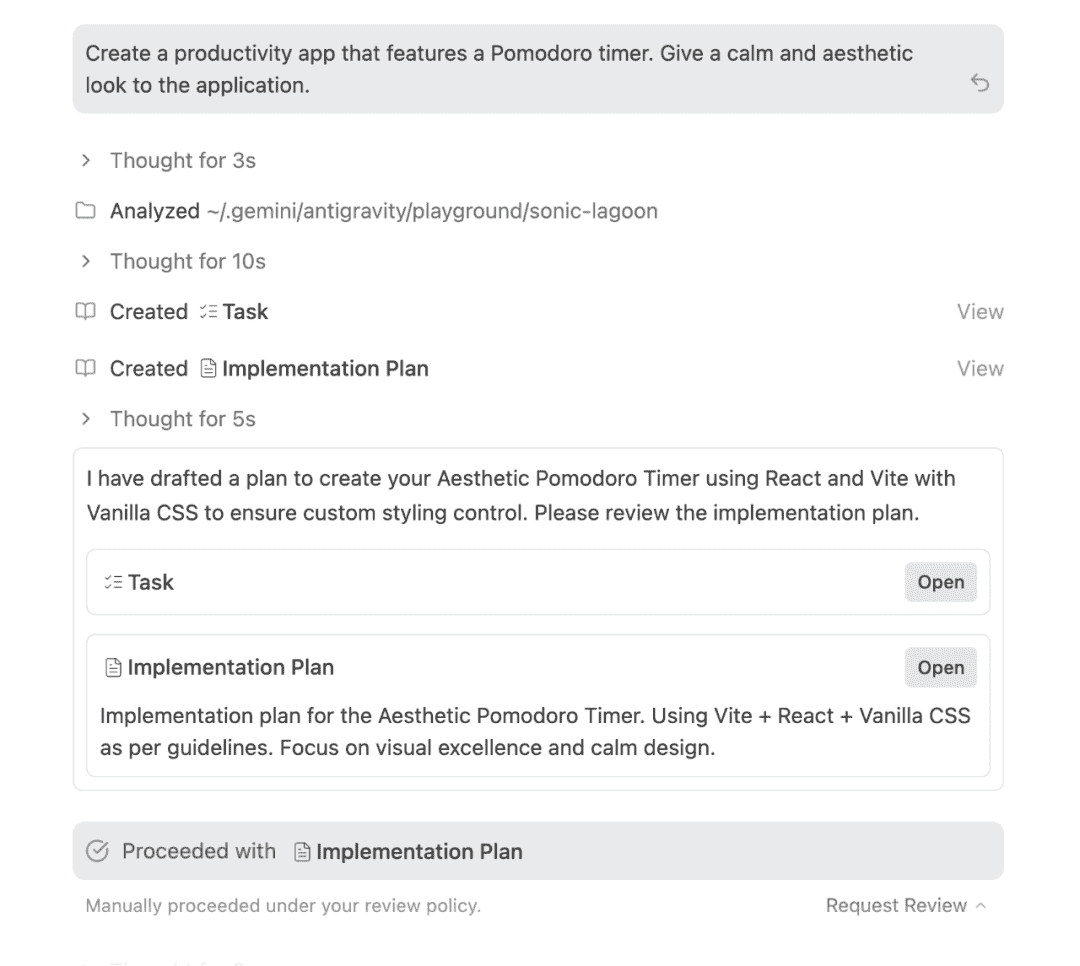 Create a productivity app that features a Pomodoro timer. Give a calm and aesthetic
look to the application.
Thought for 3s
Analyzed ~/.gemini/antigravity/playground/sonic-lagoon
Thought for 10s
Created Task View
Created Implementation Plan View
Thought for 5s
I have drafted a plan to create your Aesthetic Pomodoro Timer using React and Vite with
Vanilla CSS to ensure custom styling control. Please review the implementation plan.
Task Open
Implementation Plan Open
Implementation plan for the Aesthetic Pomodoro Timer. Using Vite + React + Vanilla CSS
as per guidelines. Focus on visual excellence and calm design.
Proceeded with Implementation Plan
Manually proceeded under your review policy. Request Review